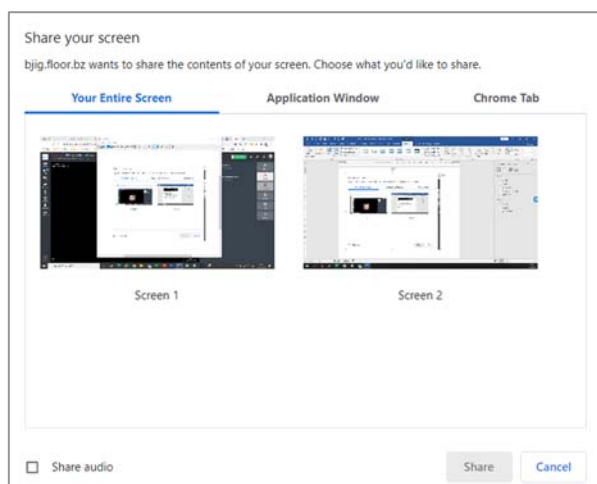 Share your screen
bjig.floor.bz wants to share the contents of your screen. Choose what you'd like to share.
Your Entire Screen Application Window Chrome Tab
Screen 1 Screen 2
Share audio Share Cancel